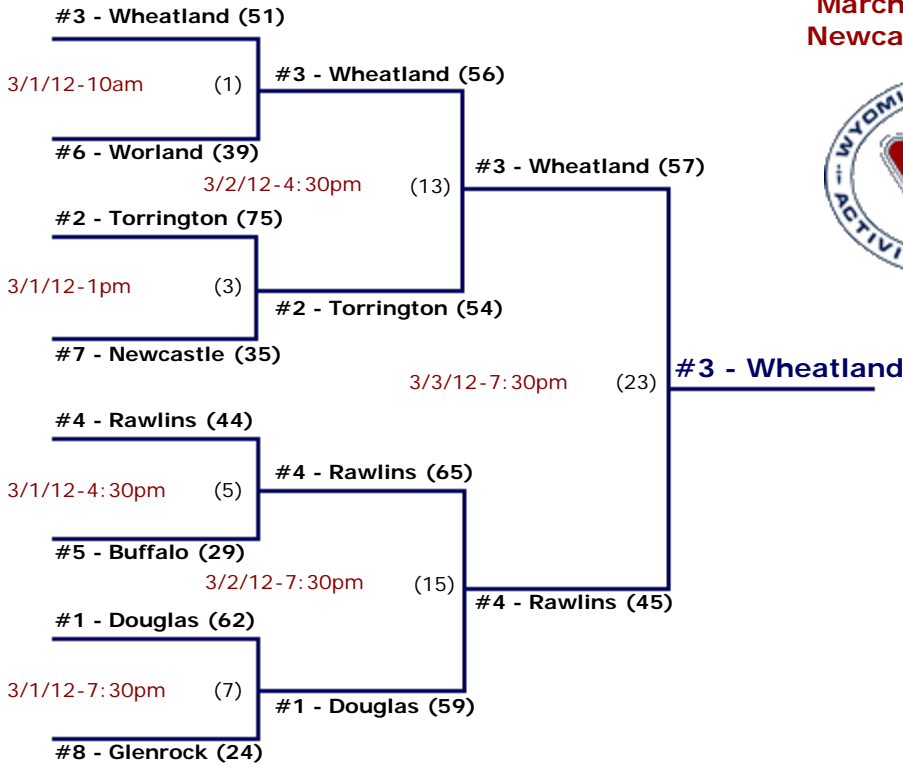 #3 - Wheatland (51)
March
Newca
3/1/12-10am
(1)
#3 - Wheatland (56)
#6 - Worland (39)
3/2/12-4:30pm
(13)
#3 - Wheatland (57)
#2 - Torrington (75)
3/1/12-1pm
(3)
#2 - Torrington (54)
#7 - Newcastle (35)
3/3/12-7:30pm
(23)
#3 - Wheatland
#4 - Rawlins (44)
3/1/12-4:30pm
(5)
#4 - Rawlins (65)
#5 - Buffalo (29)
3/2/12-7:30pm
(15)
#4 - Rawlins (45)
#1 - Douglas (62)
3/1/12-7:30pm
(7)
#1 - Douglas (59)
#8 - Glenrock (24)
WYOMI
ACTIVI